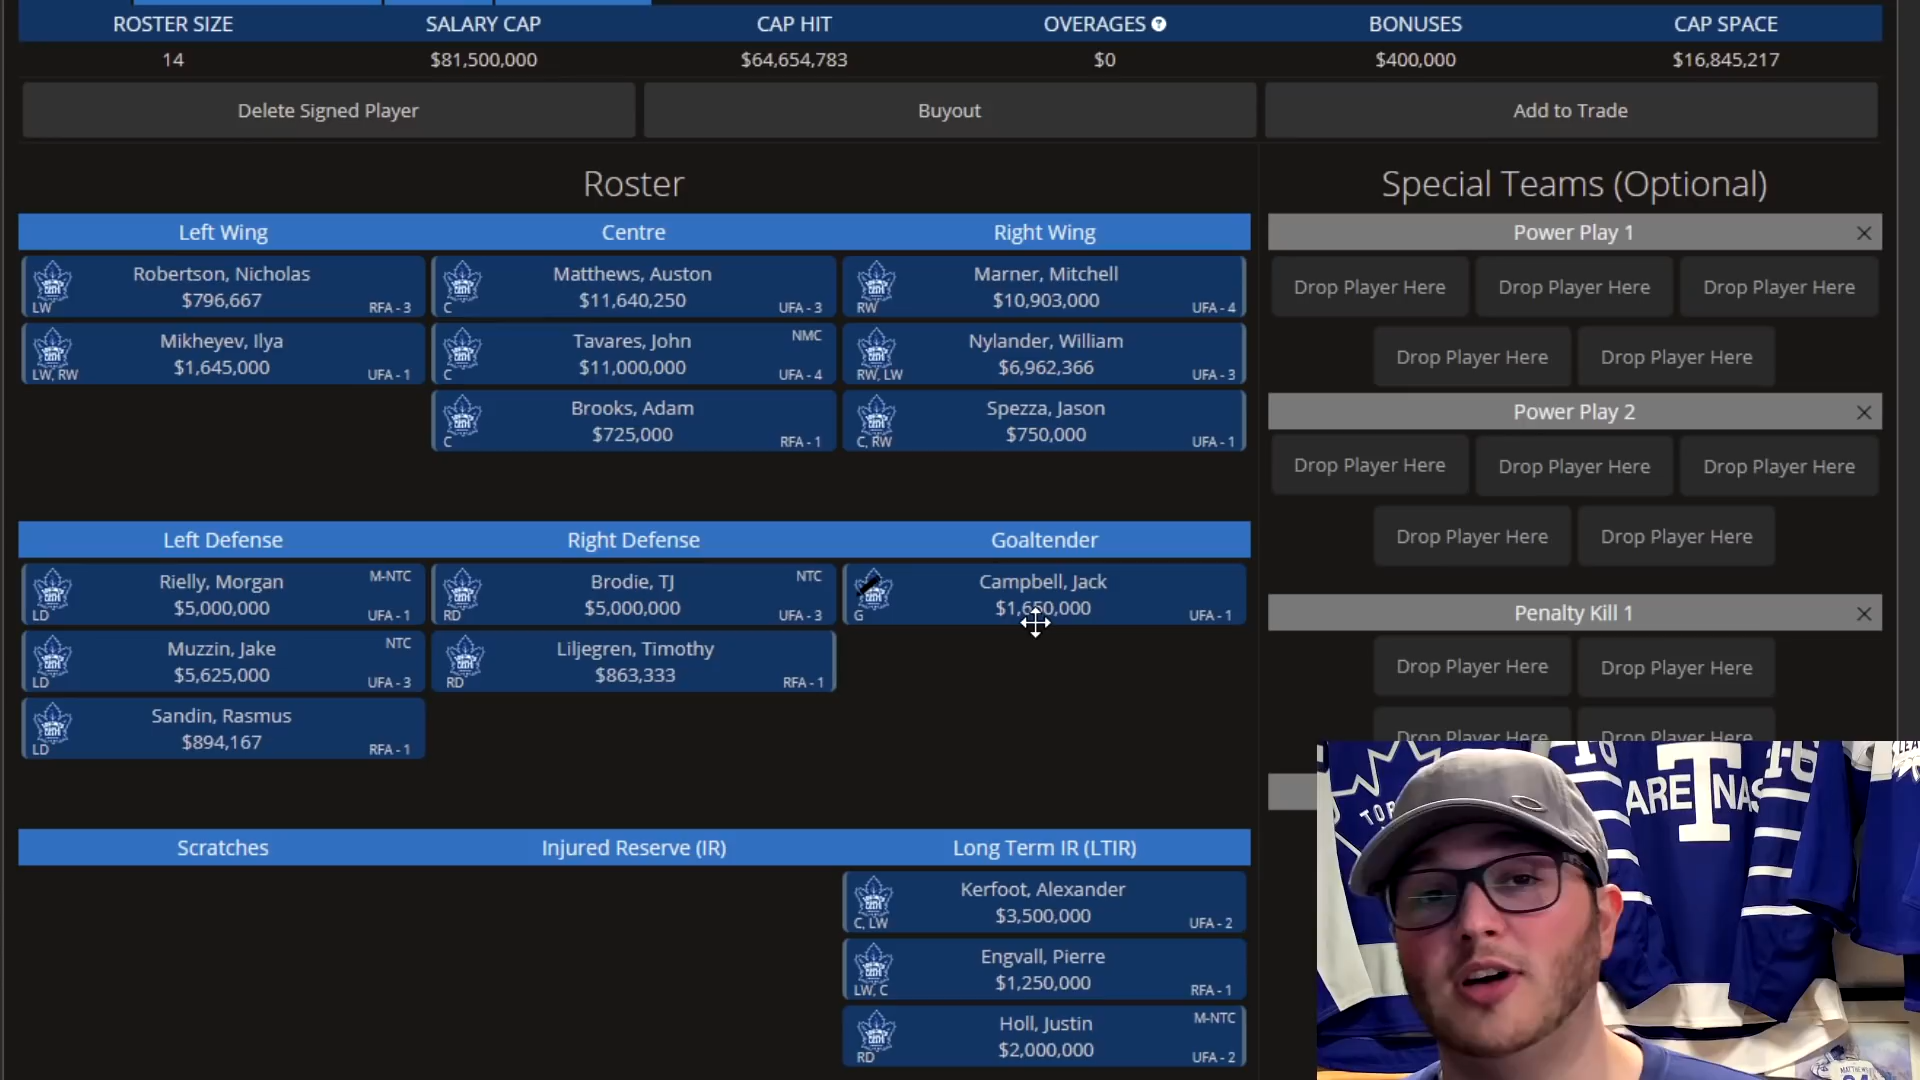 ROSTER SIZE SALARY CAP CAP HIT OVERAGES ? BONUSES CAP SPACE
14 $81,500,000 $64,654,783 $0 $400,000 $16,845,217
Delete Signed Player Buyout Add to Trade
Roster
Left Wing Centre Right Wing
Robertson, Nicholas
$796,667
LW RFA - 3
Matthews, Auston
$11,640,250
C UFA - 3
Marner, Mitchell
$10,903,000
RW UFA - 4
Mikheyev, Ilya
$1,645,000
LW, RW UFA - 1
Tavares, John NMC
$11,000,000
C UFA - 4
Nylander, William
$6,962,366
RW, LW UFA - 3
Brooks, Adam
$725,000
C RFA - 1
Spezza, Jason
$750,000
C, RW UFA - 1
Left Defense Right Defense Goaltender
Rielly, Morgan M-NTC
$5,000,000
LD UFA - 1
Brodie, TJ NTC
$5,000,000
RD UFA - 3
Campbell, Jack
$1,650,000
G UFA - 1
Muzzin, Jake NTC
$5,625,000
LD UFA - 3
Liljegren, Timothy
$863,333
RD RFA - 1
Sandin, Rasmus
$894,167
LD RFA - 1
Scratches Injured Reserve (IR) Long Term IR (LTIR)
Kerfoot, Alexander
$3,500,000
C, LW UFA - 2
Engvall, Pierre
$1,250,000
LW, C RFA - 1
Holl, Justin M-NTC
$2,000,000
RD UFA - 2
Special Teams (Optional)
Power Play 1
Drop Player Here Drop Player Here Drop Player Here
Drop Player Here Drop Player Here
Power Play 2
Drop Player Here Drop Player Here Drop Player Here
Drop Player Here Drop Player Here
Penalty Kill 1
Drop Player Here Drop Player Here
Drop Player Here Drop Player Here
ARENAS
T